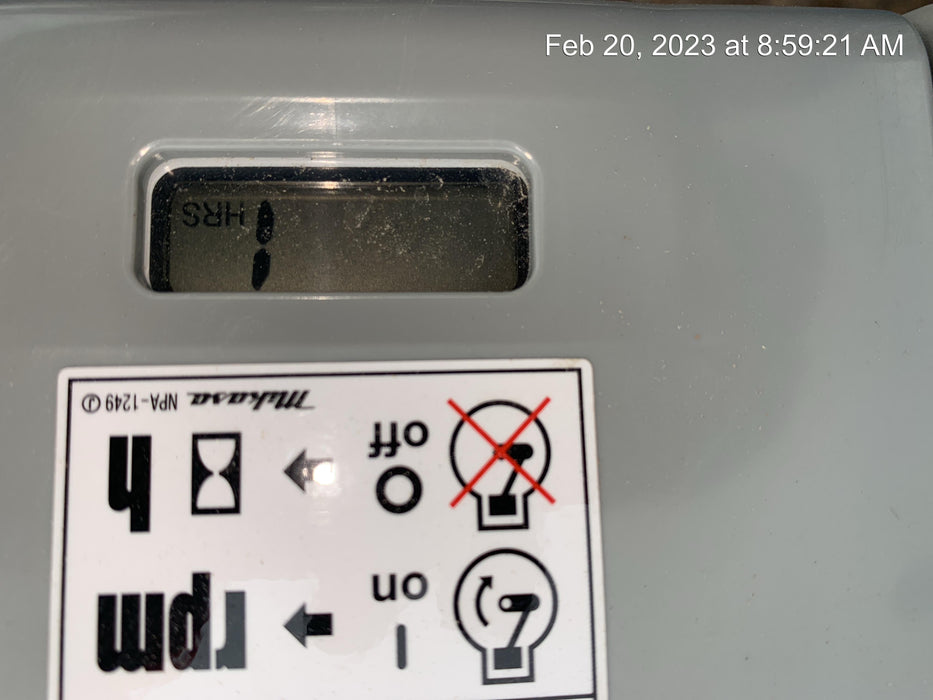 Feb 20, 2023 at 8:59:21 AM
1 HRS
I on rpm
O off h
Mikasa NPA-1249 J